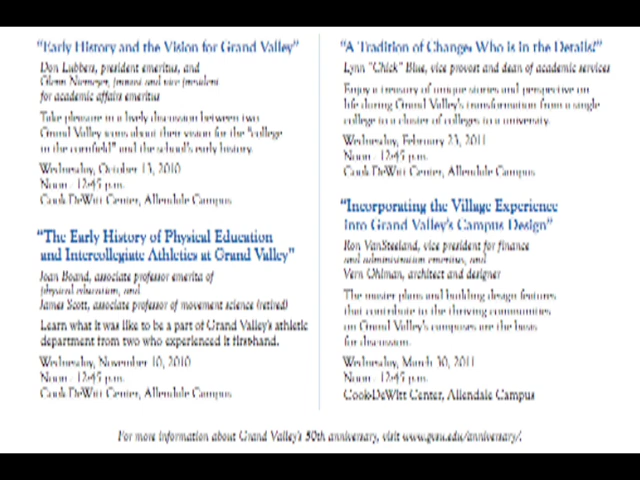 "Early History and the Vision for Grand Valley"
Don Lubbers, president emeritus, and
Glenn Niemeyer, provost and vice president
for academic affairs emeritus
Take pleasure in a lively discussion between two
Grand Valley icons about their vision for the "college
in the cornfield" and the school's early history.
Wednesday, October 13, 2010
Noon - 12:45 p.m.
Cook-DeWitt Center, Allendale Campus
"The Early History of Physical Education
and Intercollegiate Athletics at Grand Valley"
Joan Boand, associate professor emerita of
physical education, and
James Scott, associate professor of movement science (retired)
Learn what it was like to be a part of Grand Valley's athletic
department from two who experienced it firsthand.
Wednesday, November 10, 2010
Noon - 12:45 p.m.
Cook-DeWitt Center, Allendale Campus
"A Tradition of Change: Who is in the Details?"
Lynn "Chick" Blue, vice provost and dean of academic services
Enjoy a treasury of unique stories and perspective on
life during Grand Valley's transformation from a single
college to a cluster of colleges to a university.
Wednesday, February 23, 2011
Noon - 12:45 p.m.
Cook-DeWitt Center, Allendale Campus
"Incorporating the Village Experience
into Grand Valley's Campus Design"
Ron VanSteeland, vice president for finance
and administration emeritus, and
Vern Ohlman, architect and designer
The master plans and building design features
that contribute to the thriving communities
on Grand Valley's campuses are the basis
for discussion.
Wednesday, March 30, 2011
Noon - 12:45 p.m.
Cook-DeWitt Center, Allendale Campus
For more information about Grand Valley's 50th anniversary, visit www.gvsu.edu/anniversary/.